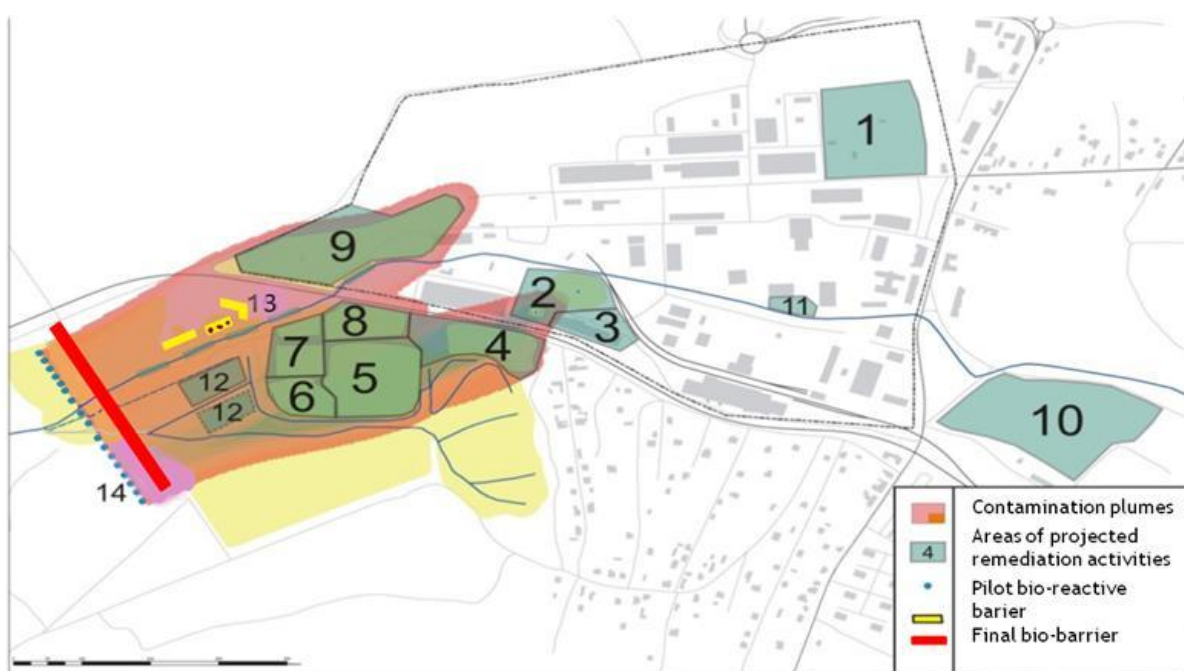 1
9
13
2
11
8
3
7
4
5
12
6
10
12
14
Contamination plumes
Areas of projected
4
remediation activities
Pilot bio-reactive
barier
Final bio-barrier